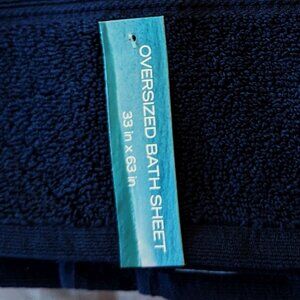 OVERSIZED BATH SHEET
33 in x 63 in